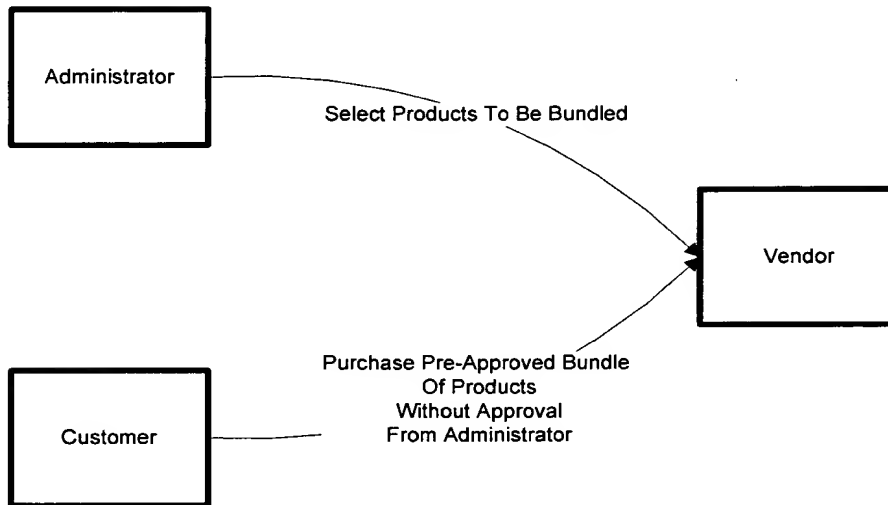 Administrator
Select Products To Be Bundled
Vendor
Purchase Pre-Approved Bundle
Of Products
Without Approval
From Administrator
Customer